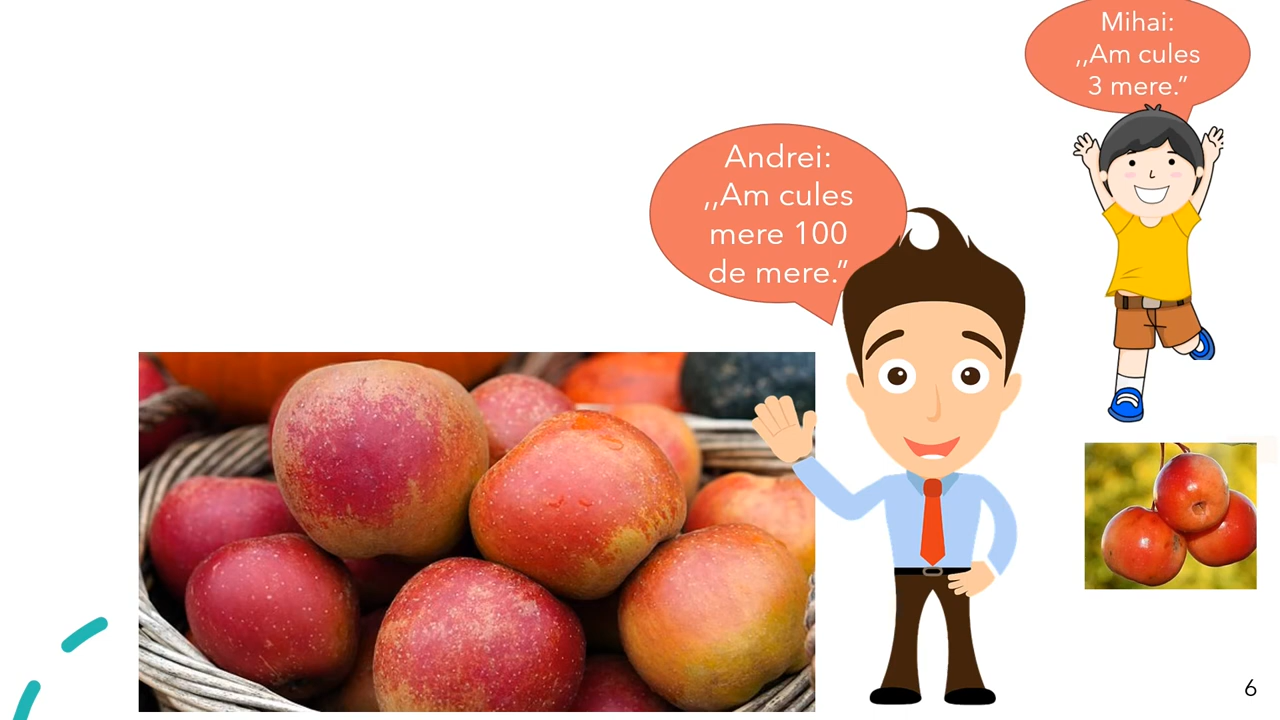 Mihai:
,,Am cules
3 mere.”
Andrei:
,,Am cules
mere 100
de mere.”
6